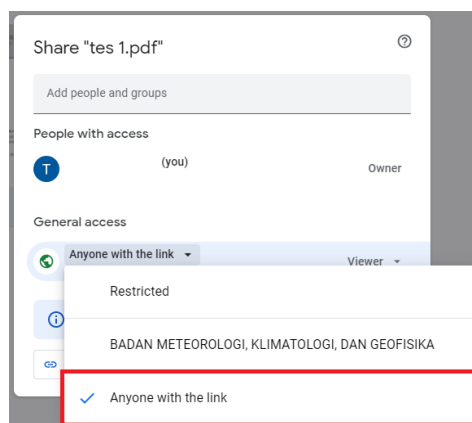 Share "tes 1.pdf"
Add people and groups
People with access
T
(you)
Owner
General access
Anyone with the link
Viewer
Restricted
BADAN METEOROLOGI, KLIMATOLOGI, DAN GEOFISIKA
Anyone with the link